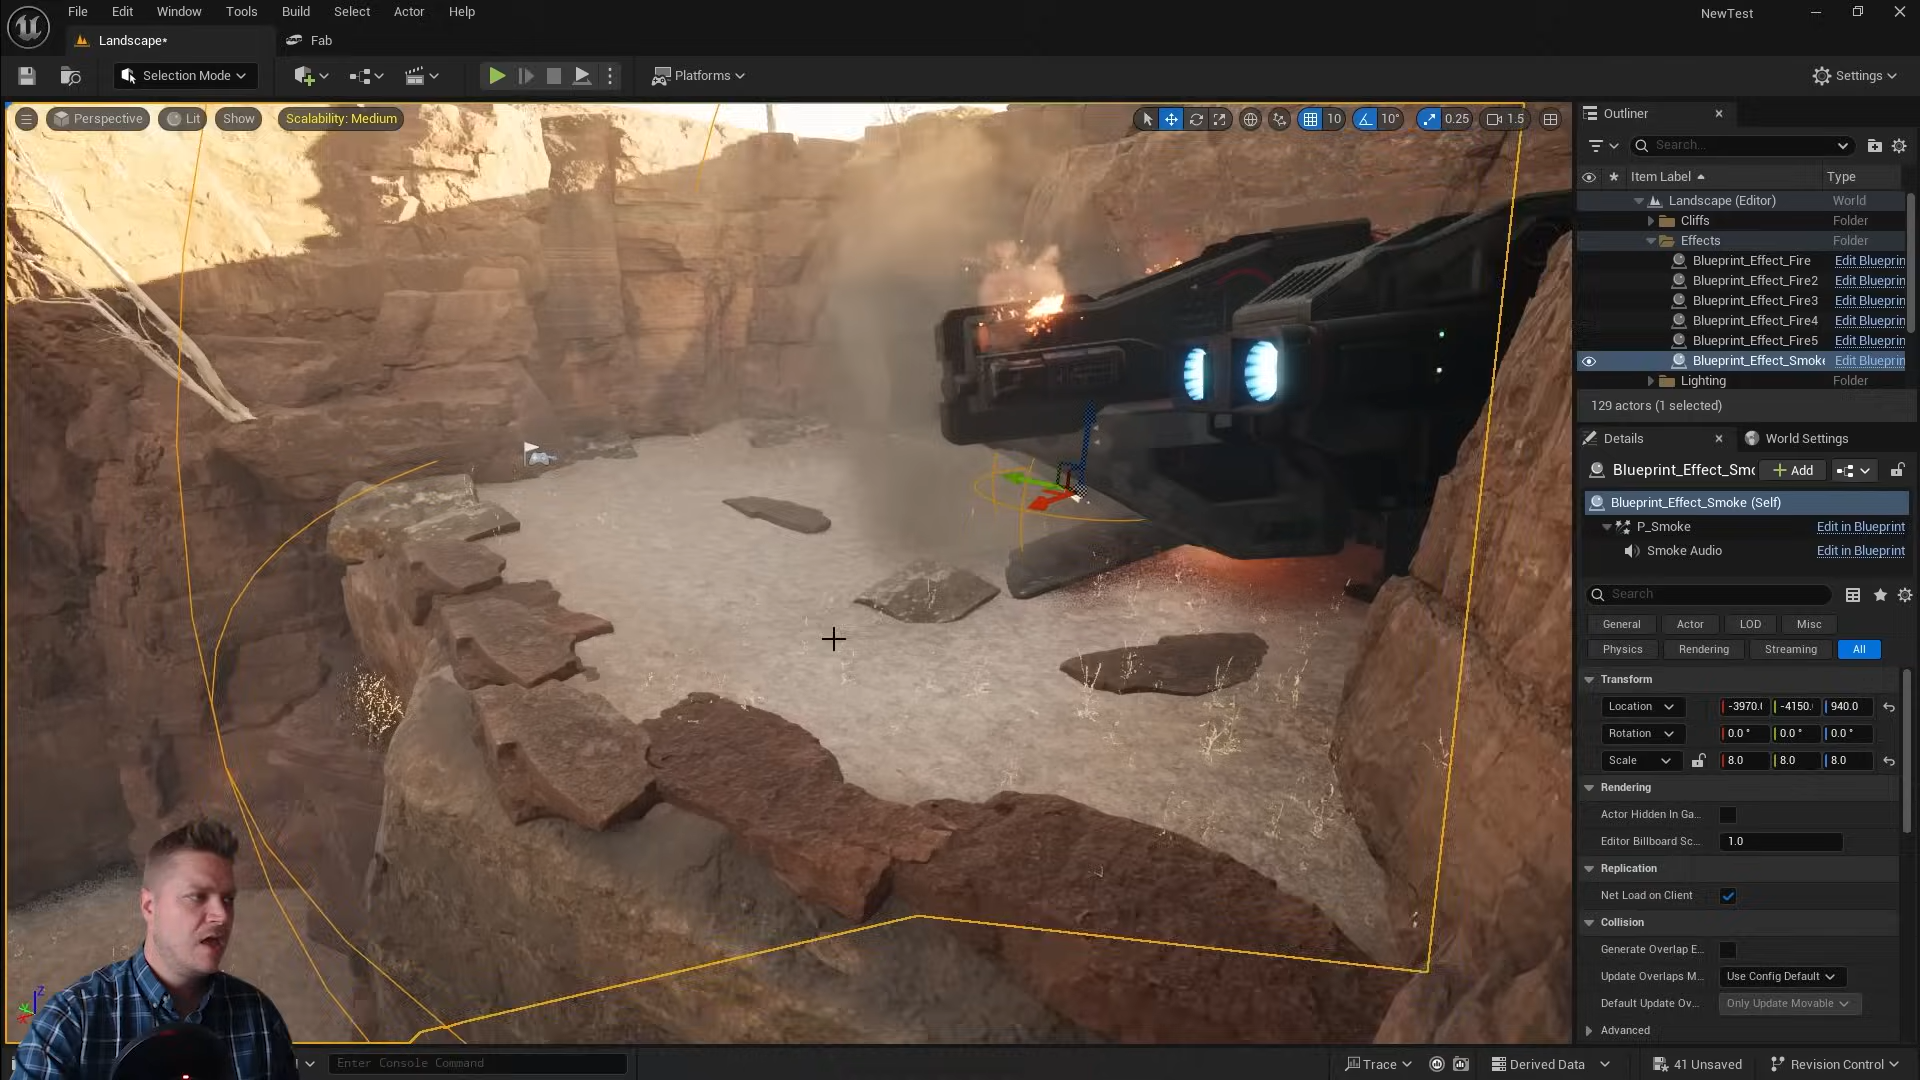 File Edit Window Tools Build Select Actor Help
NewTest
Landscape*
Fab
Selection Mode
Platforms
Settings
Perspective
Lit
Show
Scalability: Medium
10
10°
0.25
1.5
Outliner
Search...
Item Label
Type
Landscape (Editor) World
Cliffs Folder
Effects Folder
Blueprint_Effect_Fire Edit Blueprin
Blueprint_Effect_Fire2 Edit Blueprin
Blueprint_Effect_Fire3 Edit Blueprin
Blueprint_Effect_Fire4 Edit Blueprin
Blueprint_Effect_Fire5 Edit Blueprin
Blueprint_Effect_Smoke Edit Blueprin
Lighting Folder
129 actors (1 selected)
Details
World Settings
Blueprint_Effect_Smo
Add
Blueprint_Effect_Smoke (Self)
P_Smoke Edit in Blueprint
Smoke Audio Edit in Blueprint
Search
General Actor LOD Misc
Physics Rendering Streaming All
Transform
Location -3970.( -4150. 940.0
Rotation 0.0 ° 0.0 ° 0.0 °
Scale 8.0 8.0 8.0
Rendering
Actor Hidden In Ga...
Editor Billboard Sc... 1.0
Replication
Net Load on Client
Collision
Generate Overlap E...
Update Overlaps M... Use Config Default
Default Update Ov... Only Update Movable
Advanced
Z
Enter Console Command
Trace
Derived Data
41 Unsaved
Revision Control